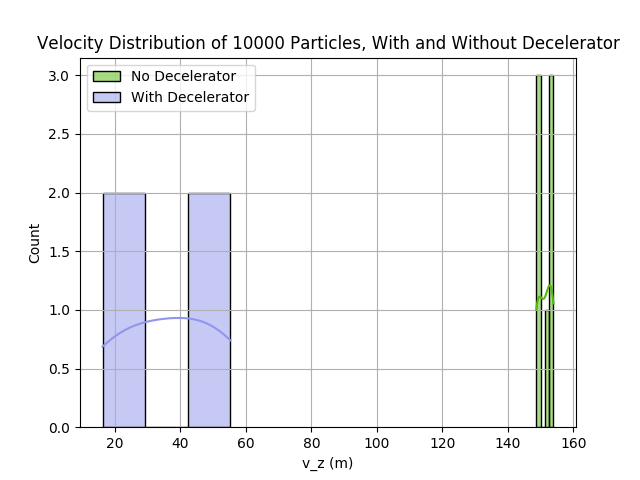 Velocity Distribution of 10000 Particles, With and Without Decelerator
No Decelerator
With Decelerator
Count
3.0
2.5
2.0
1.5
1.0
0.5
0.0
20 40 60 80 100 120 140 160
v_z (m)